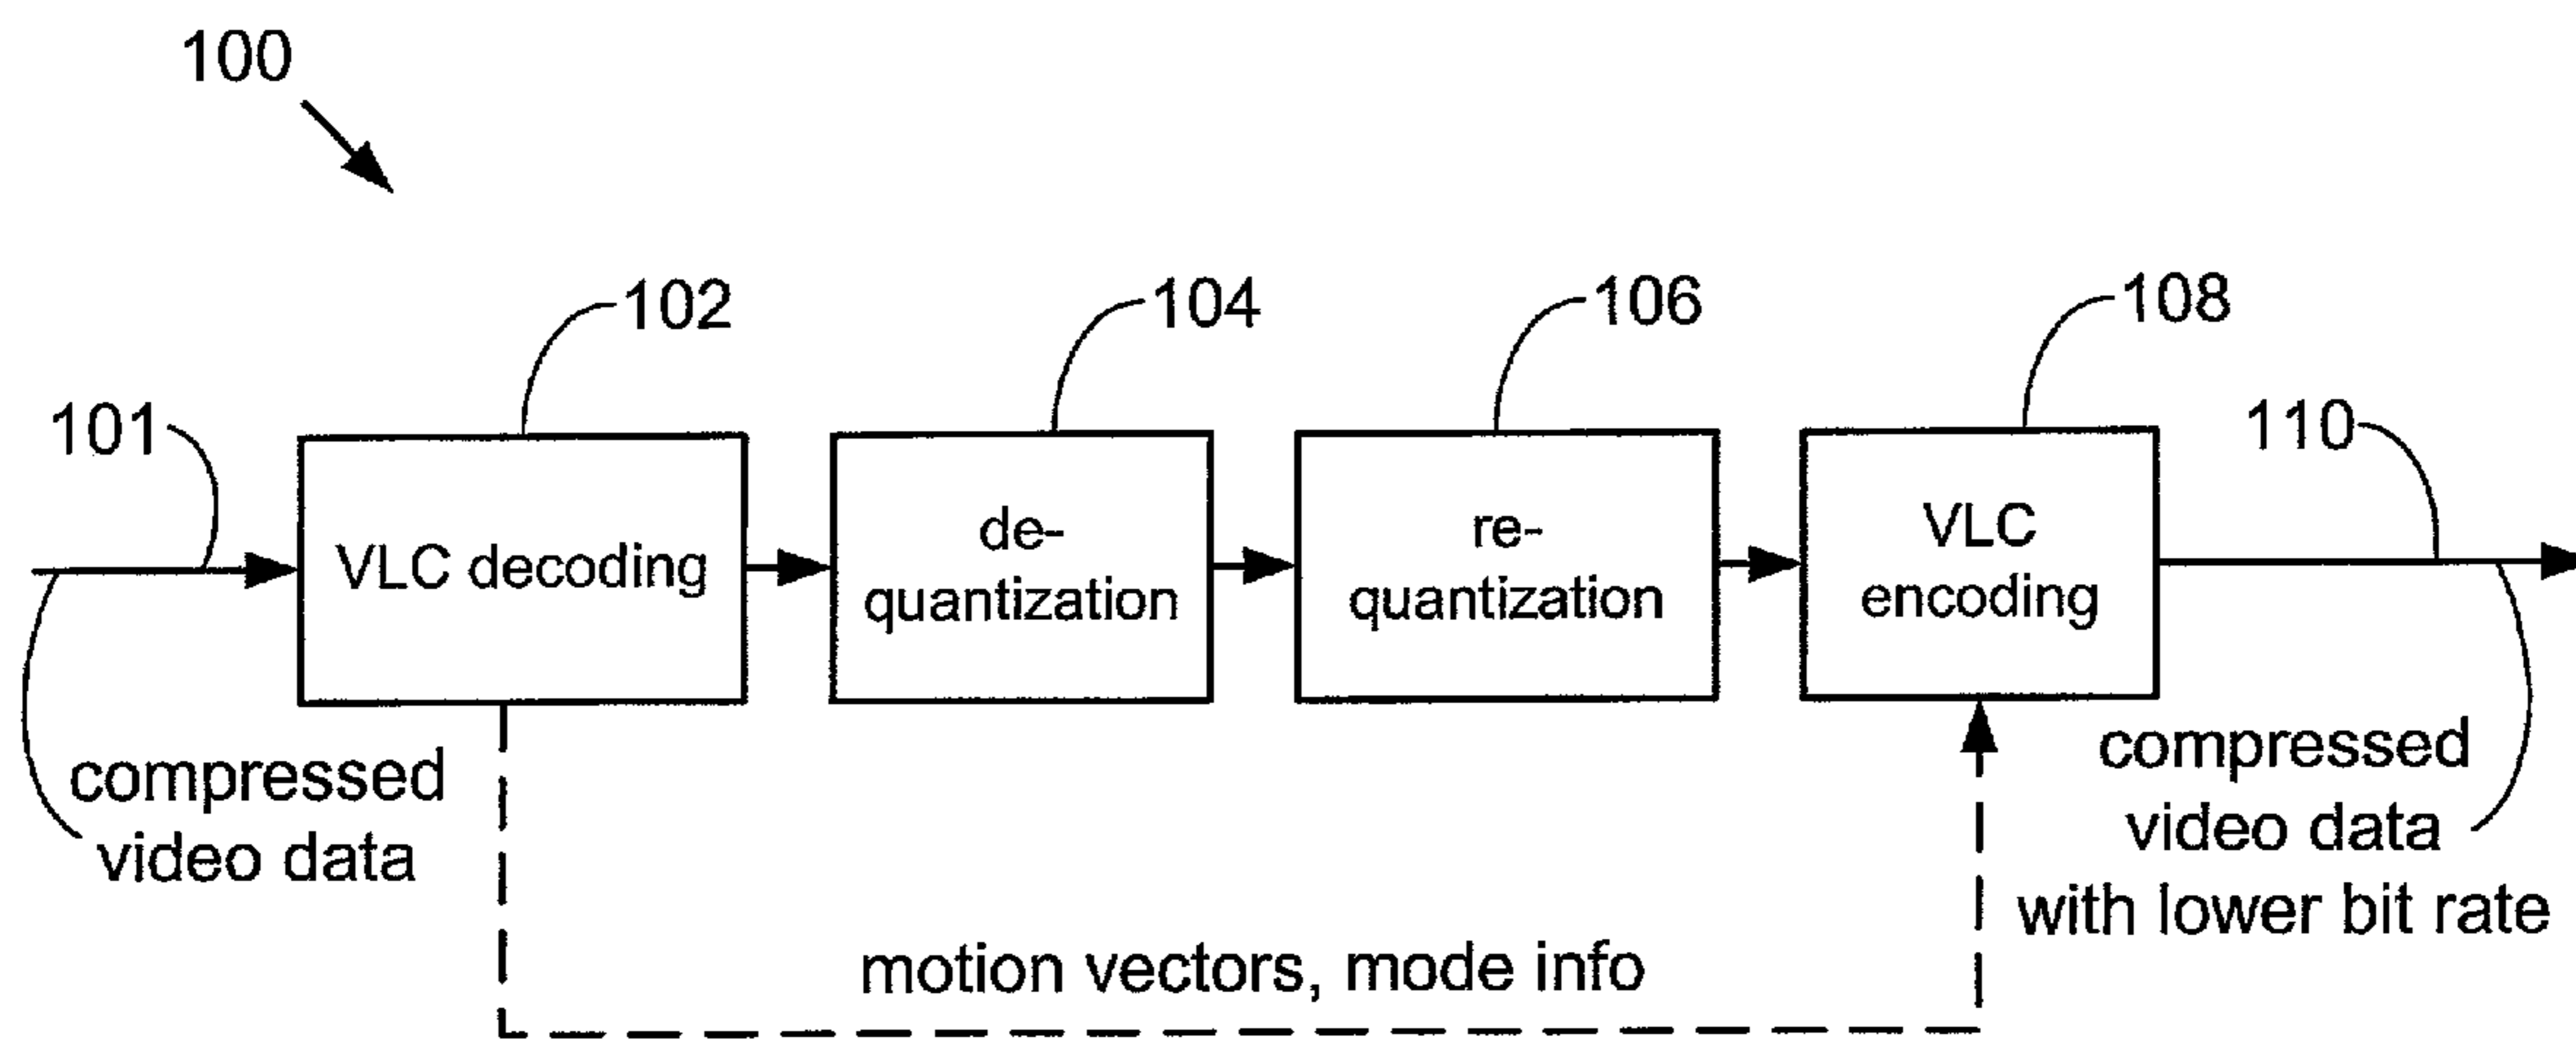 100
102
104
106
108
101
110
VLC decoding
de-
quantization
re-
quantization
VLC
encoding
compressed
video data
compressed
video data
with lower bit rate
motion vectors, mode info